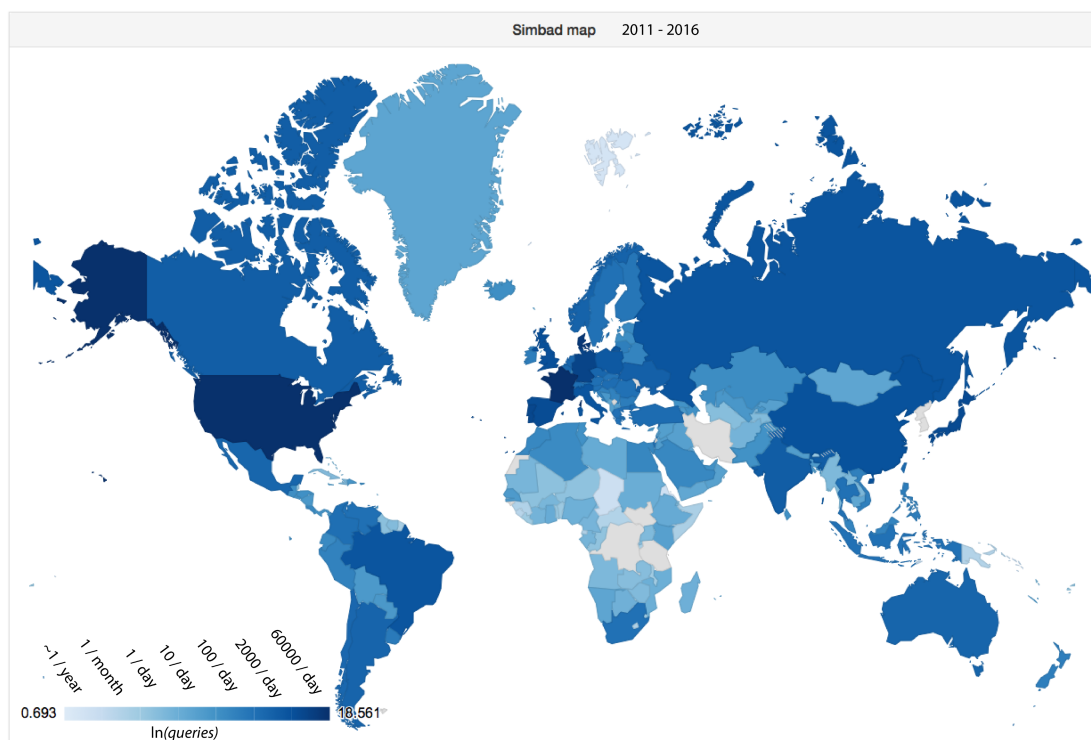 Simbad map 2011 - 2016
~1 / year
1 / month
1 / day
10 / day
100 / day
2000 / day
60000 / day
0.693
18.561
ln(queries)